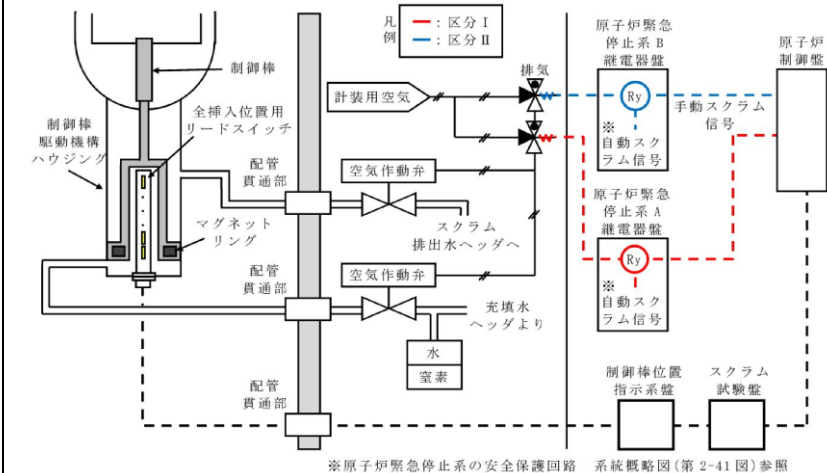 凡例
━ : 区分Ⅰ
━ : 区分Ⅱ
原子炉緊急
停止系B
継電器盤
原子炉
制御盤
制御棒
排気
計装用空気
Ry
手動スクラム
信号
※
自動スク
ラム信号
全挿入位置用
リードスイッチ
制御棒
駆動機構
ハウジング
配管
貫通部
空気作動弁
原子炉緊急
停止系A
継電器盤
スクラム
排出水ヘッダへ
マグネット
リング
Ry
※
自動スク
ラム信号
配管
貫通部
空気作動弁
充填水
ヘッダより
水
窒素
制御棒位置
指示系盤
スクラム
試験盤
配管
貫通部
※原子炉緊急停止系の安全保護回路 系統概略図(第2-41図)参照